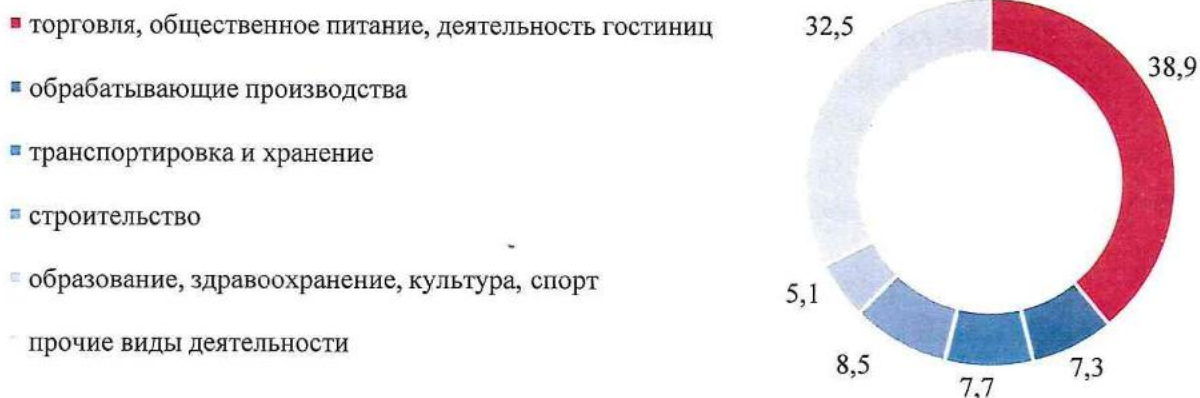 торговля, общественное питание, деятельность гостиниц
обрабатывающие производства
транспортировка и хранение
строительство
образование, здравоохранение, культура, спорт
прочие виды деятельности
32,5
38,9
5,1
8,5
7,7
7,3